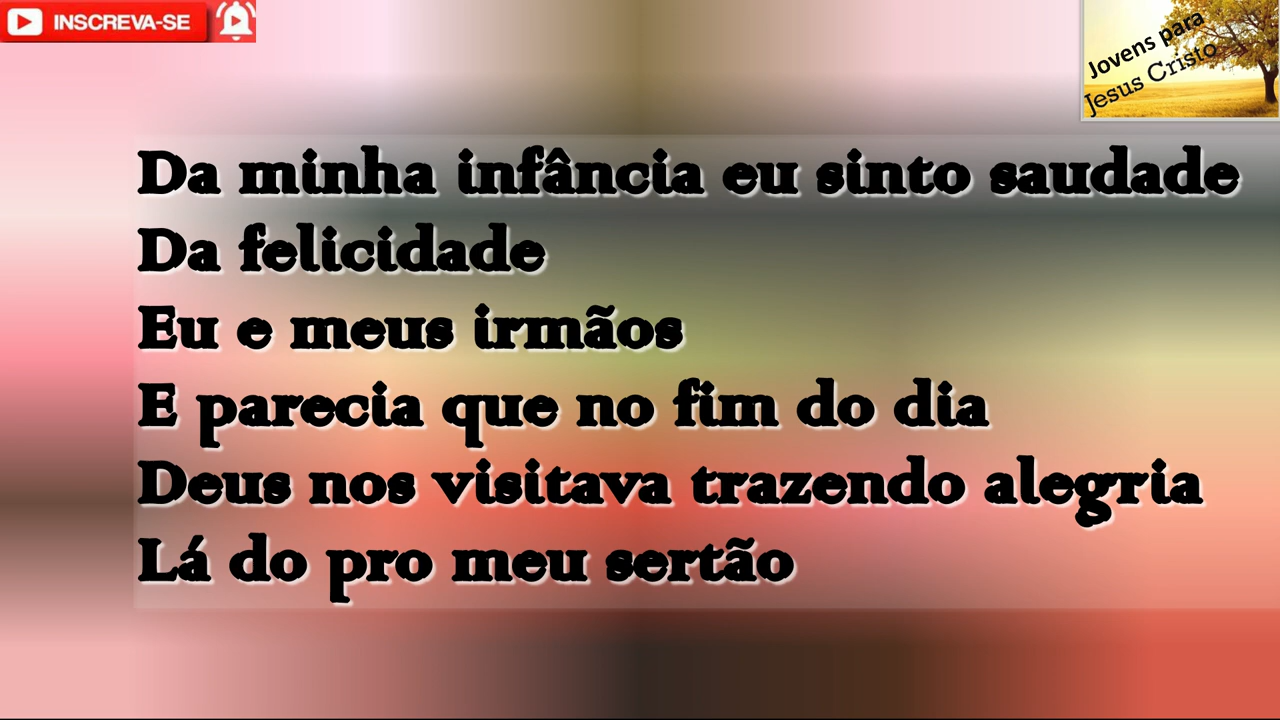 INSCREVA-SE
Jovens para
Jesus Cristo
Da minha infância eu sinto saudade
Da felicidade
Eu e meus irmãos
E parecia que no fim do dia
Deus nos visitava trazendo alegria
Lá do pro meu sertão